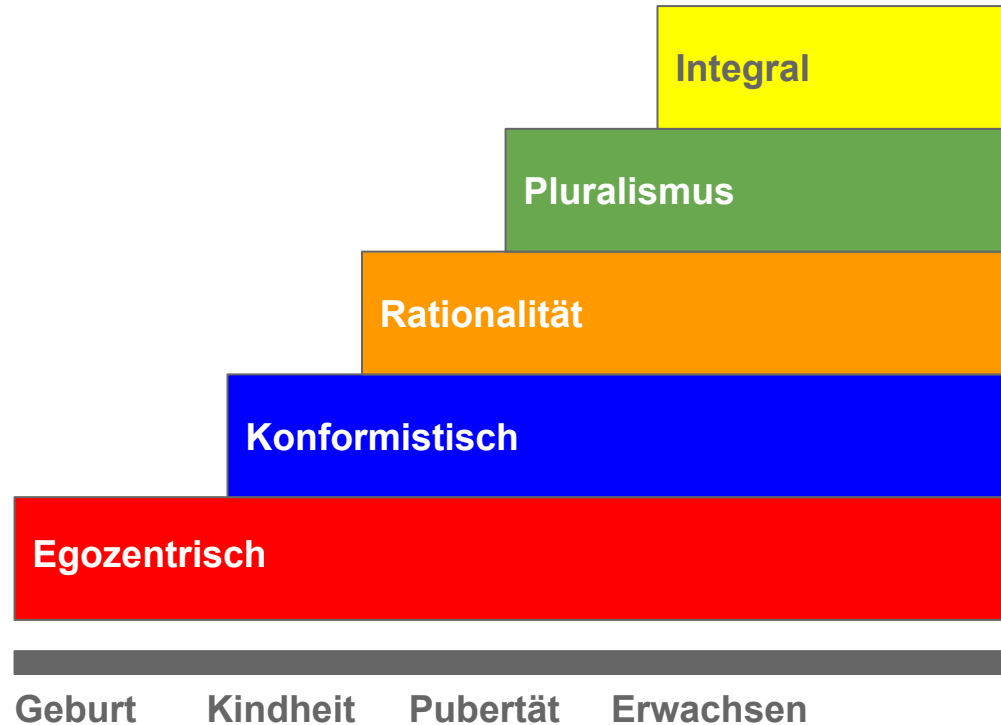 Integral
Pluralismus
Rationalität
Konformistisch
Egozentrisch
Geburt Kindheit Pubertät Erwachsen